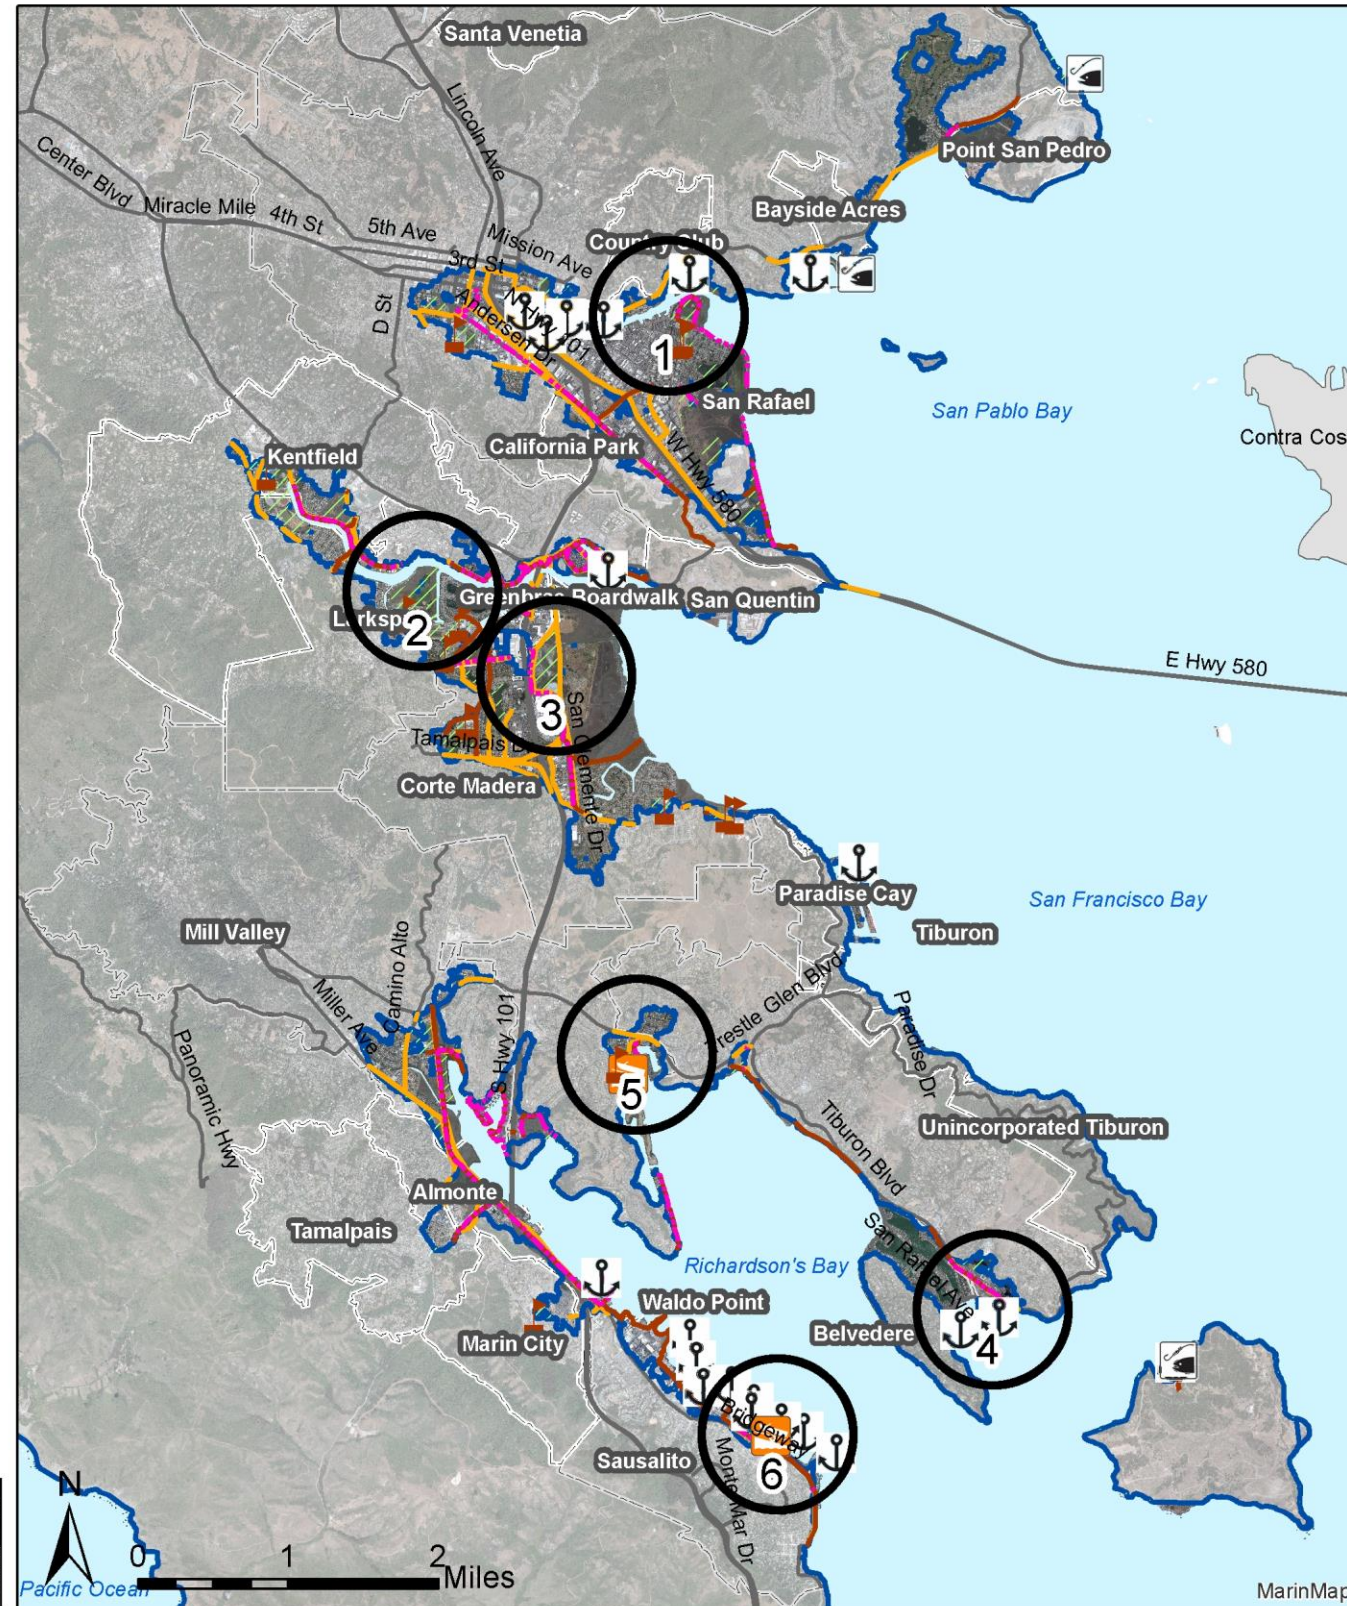 Santa Venetia
Lincoln Ave
Point San Pedro
Center Blvd
Miracle Mile
4th St
5th Ave
Mission Ave
Bayside Acres
Country Club
3rd St
N Hwy 101
Andersen Dr
D St
1
San Rafael
San Pablo Bay
Contra Cos
California Park
Kentfield
W Hwy 580
Greenbrae Boardwalk
San Quentin
Larksp
2
E Hwy 580
3
San Clemente Dr
Tamalpais D
Corte Madera
Paradise Cay
San Francisco Bay
Tiburon
Mill Valley
Camino Alto
Miller Ave
S Hwy 101
Trestle Glen Blvd
Paradise Dr
Panoramic Hwy
5
Tiburon Blvd
Unincorporated Tiburon
Almonte
Tamalpais
San Rafael Ave
Richardson's Bay
Waldo Point
Belvedere
4
Marin City
Bridgeway
Sausalito
6
Monte Mar Dr
N
0 1 2
Miles
Pacific Ocean
MarinMap